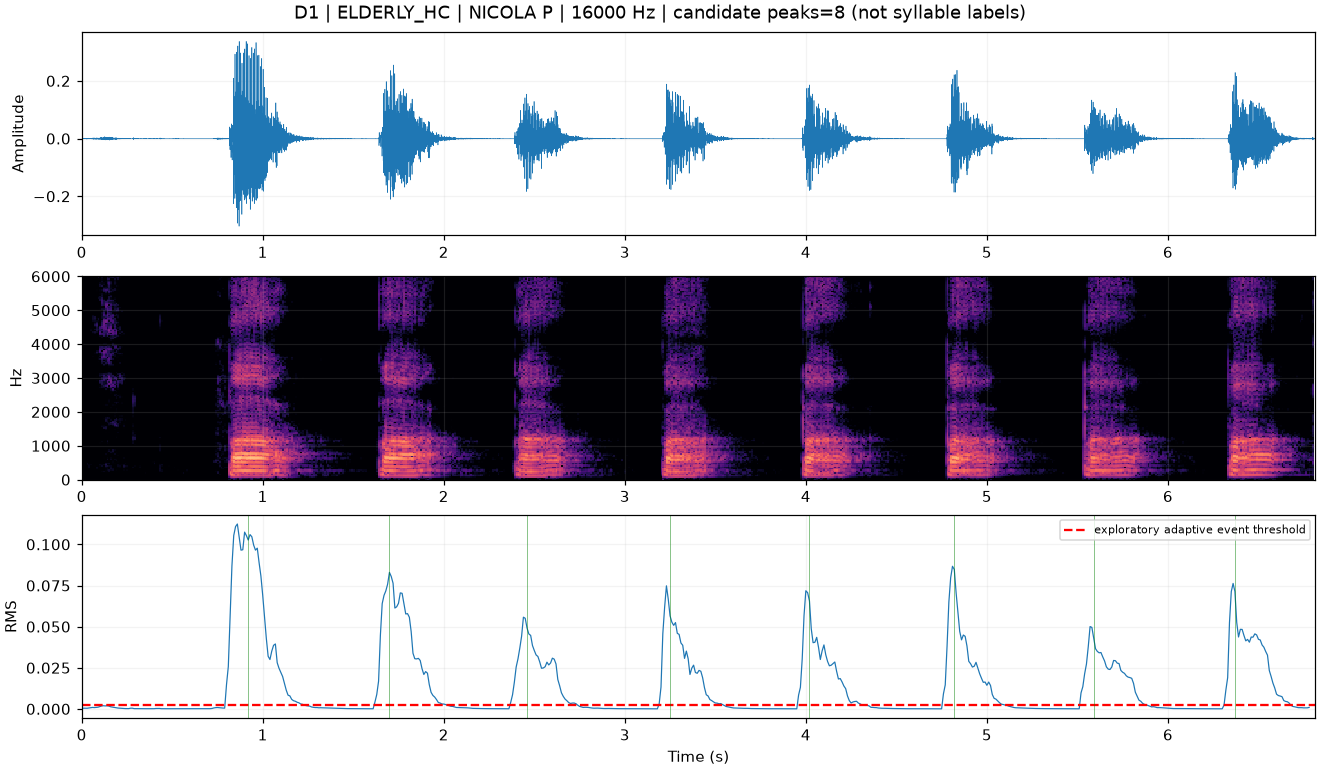 D1 | ELDERLY_HC | NICOLA P | 16000 Hz | candidate peaks=8 (not syllable labels)
Amplitude
0.2
0.0
−0.2
0 1 2 3 4 5 6
Hz
6000
5000
4000
3000
2000
1000
0
0 1 2 3 4 5 6
RMS
exploratory adaptive event threshold
0.100
0.075
0.050
0.025
0.000
0 1 2 3 4 5 6
Time (s)